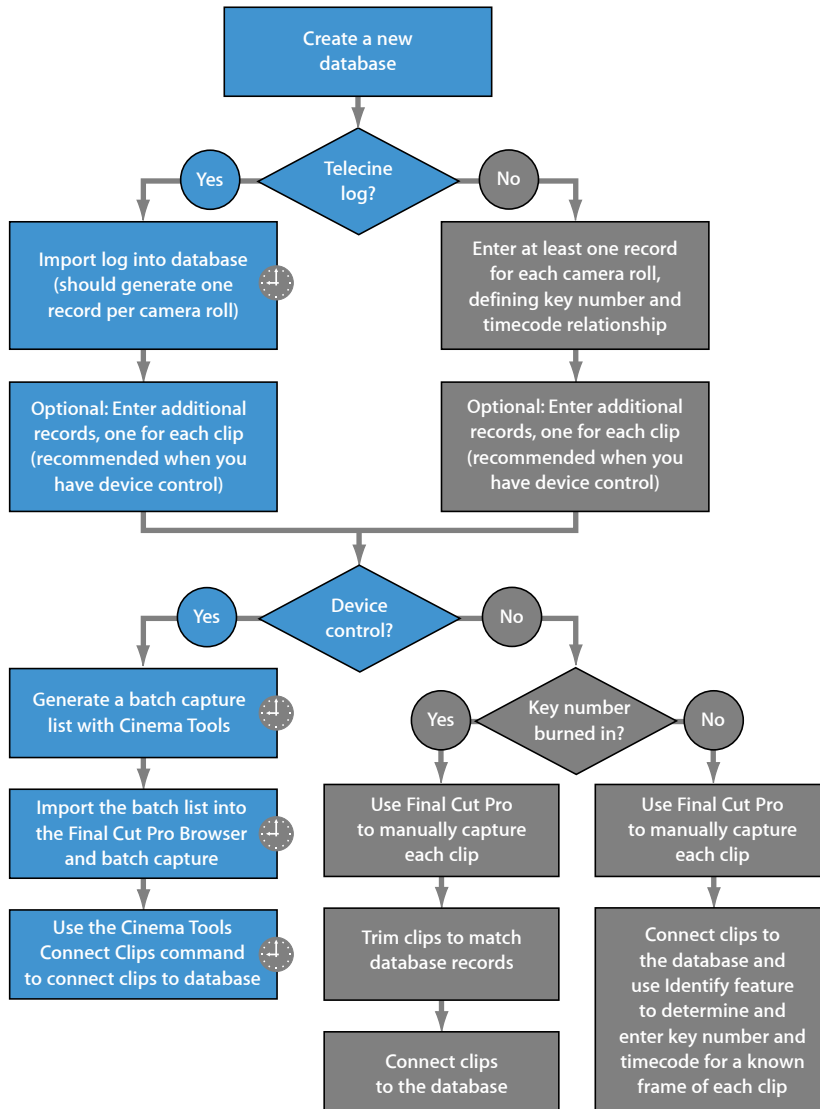 Create a new
database
Telecine
log?
Yes
No
Import log into database
(should generate one
record per camera roll)
Enter at least one record
for each camera roll,
defining key number and
timecode relationship
Optional: Enter additional
records, one for each clip
(recommended when you
have device control)
Optional: Enter additional
records, one for each clip
(recommended when you
have device control)
Device
control?
Yes
No
Generate a batch capture
list with Cinema Tools
Key number
burned in?
Yes
No
Import the batch list into
the Final Cut Pro Browser
and batch capture
Use the Cinema Tools
Connect Clips command
to connect clips to database
Use Final Cut Pro
to manually capture
each clip
Trim clips to match
database records
Connect clips
to the database
Use Final Cut Pro
to manually capture
each clip
Connect clips to
the database and
use Identify feature
to determine and
enter key number and
timecode for a known
frame of each clip